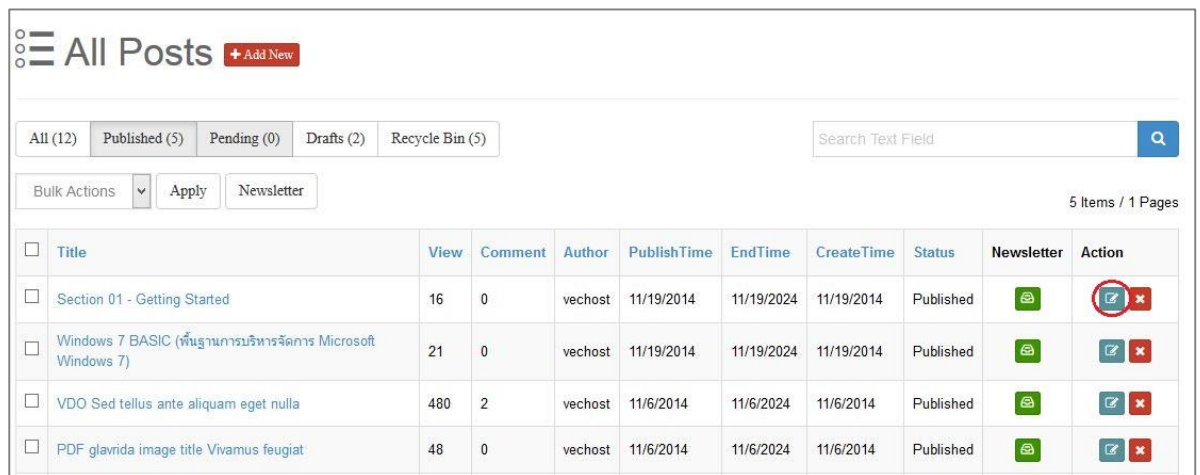 All Posts + Add New
All (12) Published (5) Pending (0) Drafts (2) Recycle Bin (5) Search Text Field
Bulk Actions Apply Newsletter
5 Items / 1 Pages
Title View Comment Author PublishTime EndTime CreateTime Status Newsletter Action
Section 01 - Getting Started 16 0 vechost 11/19/2014 11/19/2024 11/19/2014 Published
Windows 7 BASIC (พื้นฐานการบริหารจัดการ Microsoft
Windows 7) 21 0 vechost 11/19/2014 11/19/2024 11/19/2014 Published
VDO Sed tellus ante aliquam eget nulla 480 2 vechost 11/6/2014 11/6/2024 11/6/2014 Published
PDF glavrida image title Vivamus feugiat 48 0 vechost 11/6/2014 11/6/2024 11/6/2014 Published